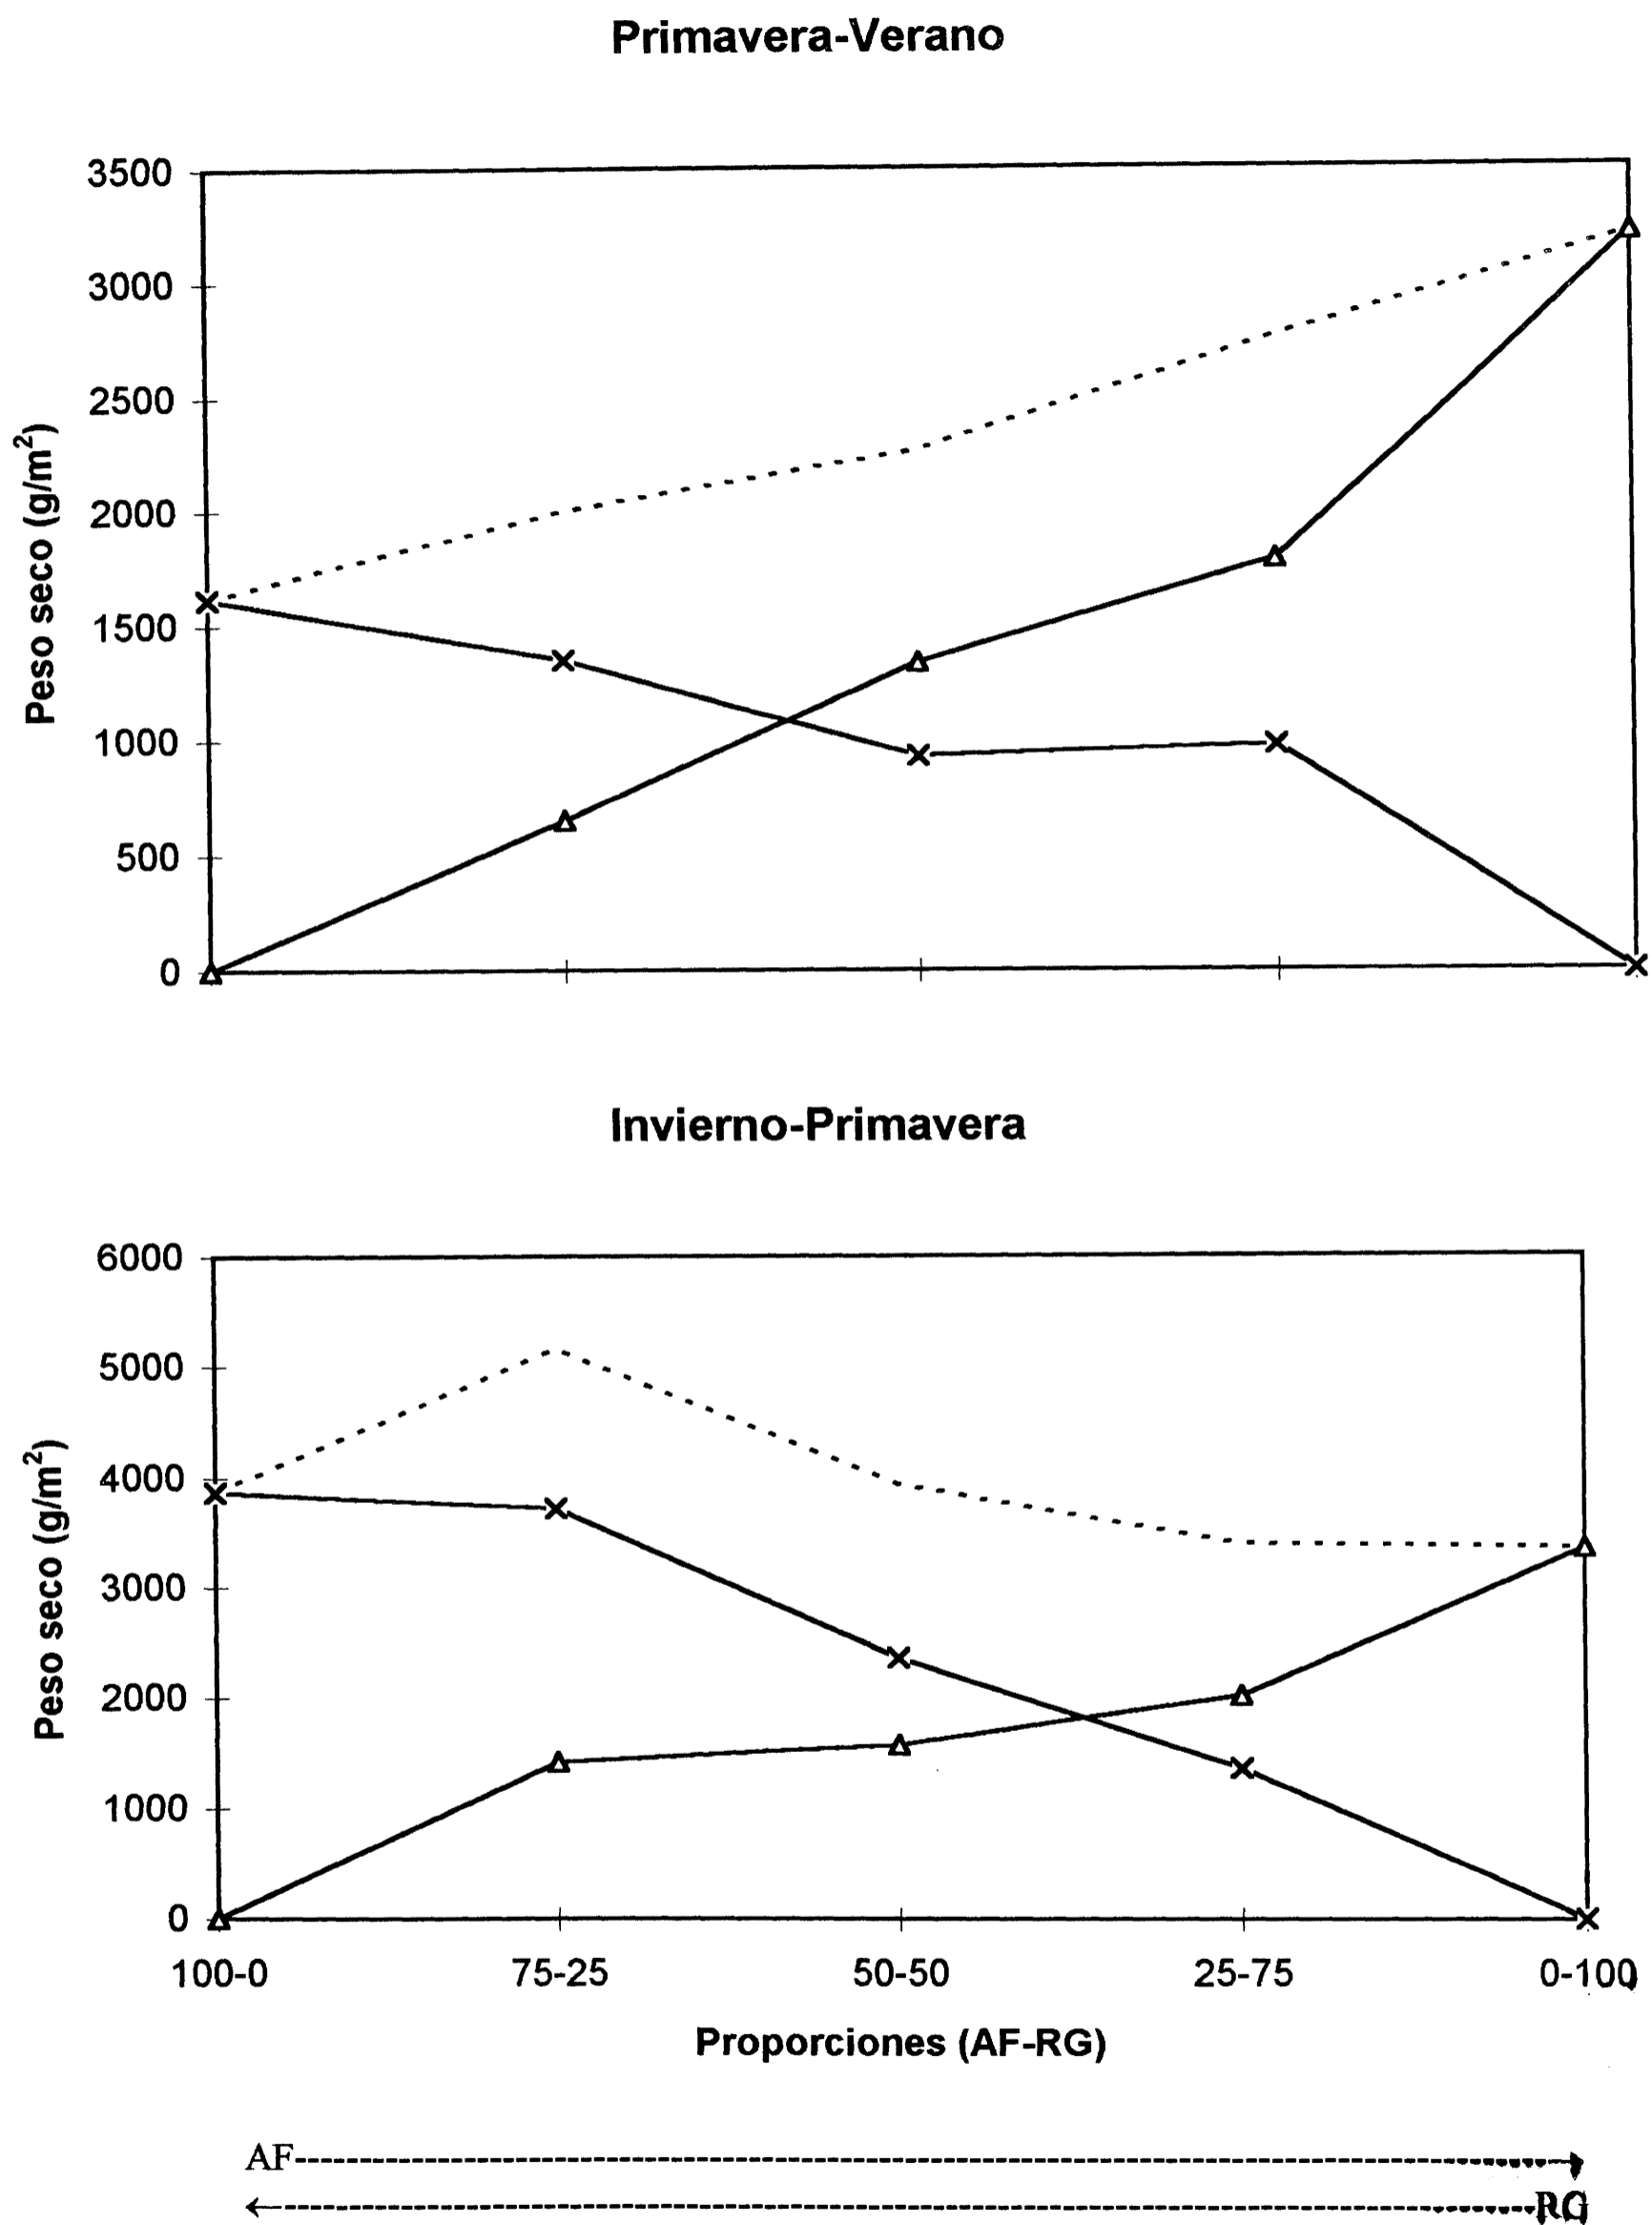 Primavera-Verano
3500
3000
2500
2000
1500
1000
500
0
Peso seco (g/m²)
Invierno-Primavera
6000
5000
4000
3000
2000
1000
0
Peso seco (g/m²)
100-0 75-25 50-50 25-75 0-100
Proporciones (AF-RG)
AF
RG